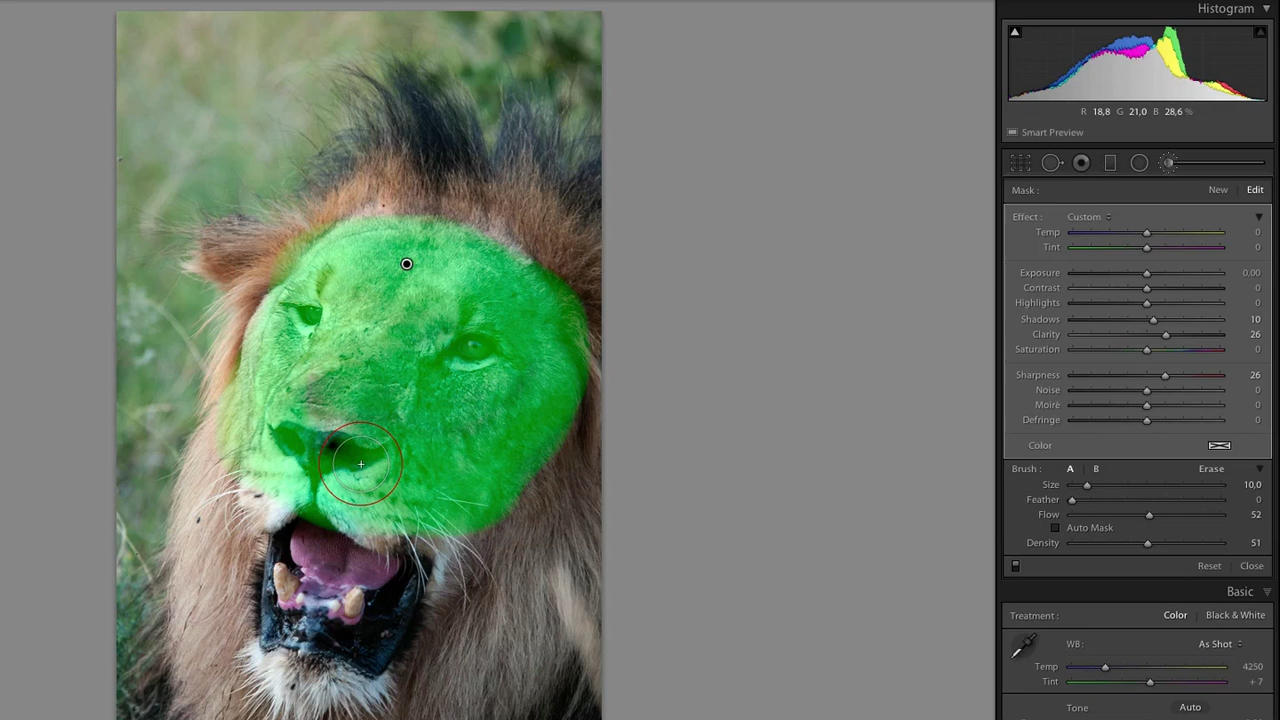 Histogram
R 18,8 G 21,0 B 28,6 %
Smart Preview
Mask : New Edit
Effect : Custom
Temp 0
Tint 0
Exposure 0,00
Contrast 0
Highlights 0
Shadows 10
Clarity 26
Saturation 0
Sharpness 26
Noise 0
Moiré 0
Defringe 0
Color
Brush : A B Erase
Size 10,0
Feather 0
Flow 52
Auto Mask
Density 51
Reset Close
Basic
Treatment : Color Black & White
WB: As Shot
Temp 4250
Tint + 7
Tone Auto